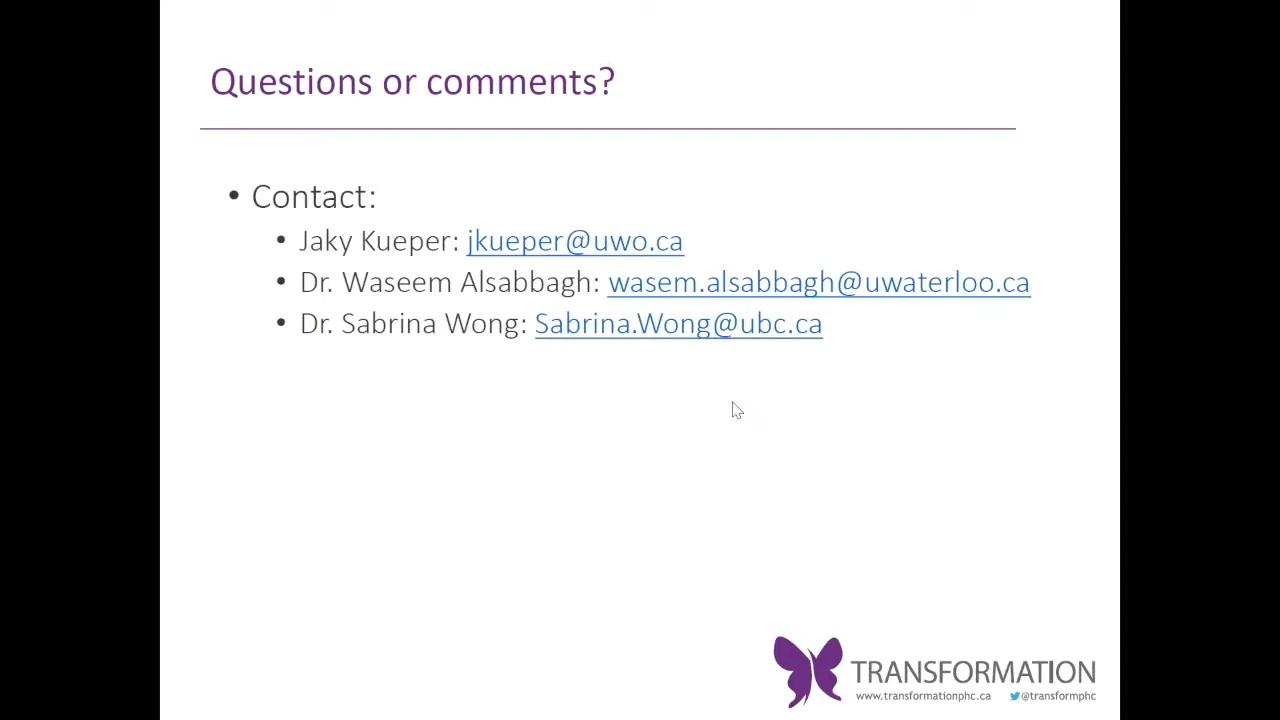 Questions or comments?
• Contact:
• Jaky Kueper: jkueper@uwo.ca
• Dr. Waseem Alsabbagh: wasem.alsabbagh@uwaterloo.ca
• Dr. Sabrina Wong: Sabrina.Wong@ubc.ca
TRANSFORMATION
www.transformationphc.ca @transformphc